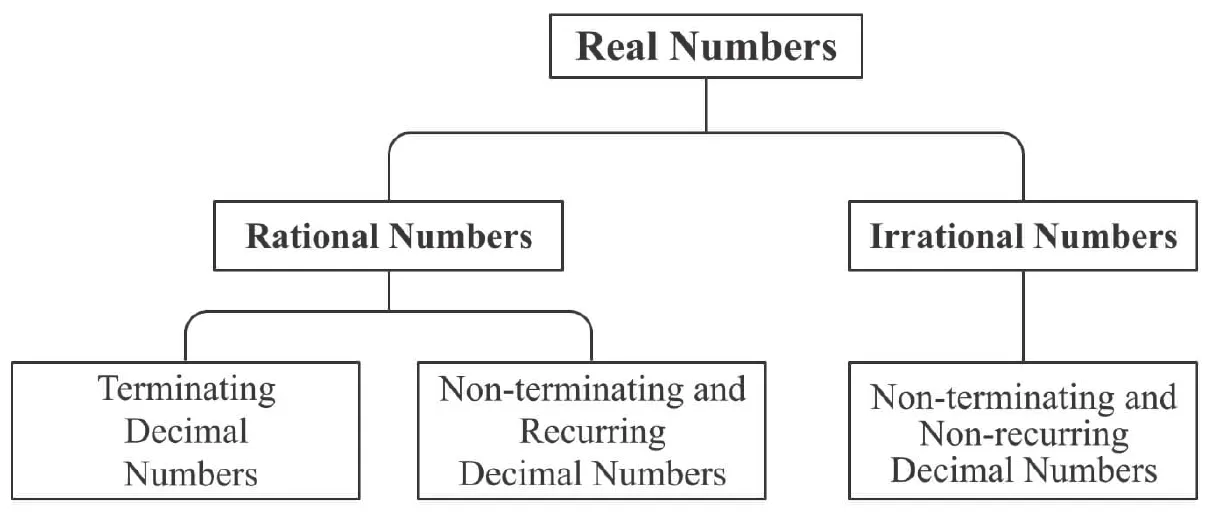 Real Numbers
Rational Numbers
Irrational Numbers
Terminating
Decimal
Numbers
Non-terminating and
Recurring
Decimal Numbers
Non-terminating and
Non-recurring
Decimal Numbers